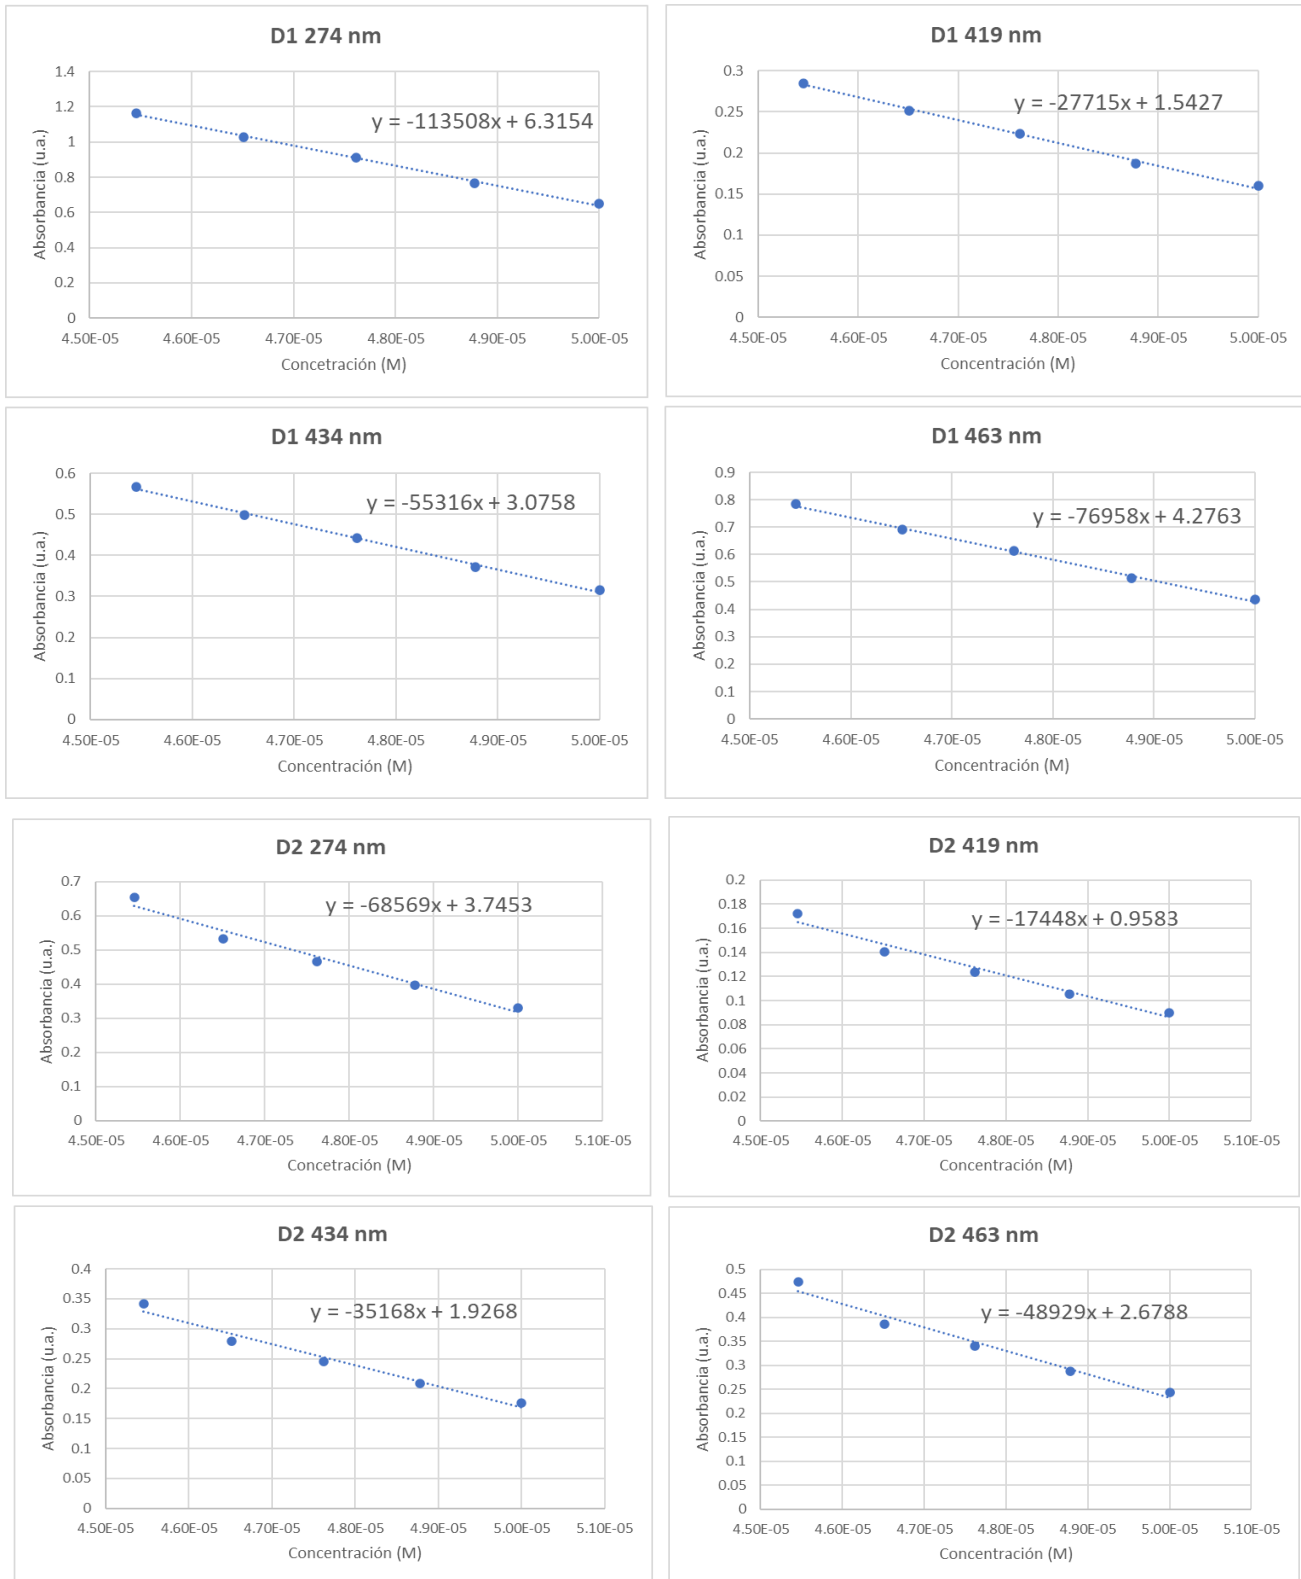 D1 274 nm
y = -113508x + 6.3154
Absorbancia (u.a.)
1.4
1.2
1
0.8
0.6
0.4
0.2
0
4.50E-05 4.60E-05 4.70E-05 4.80E-05 4.90E-05 5.00E-05
Concetración (M)
D1 419 nm
y = -27715x + 1.5427
Absorbancia (u.a.)
0.3
0.25
0.2
0.15
0.1
0.05
0
4.50E-05 4.60E-05 4.70E-05 4.80E-05 4.90E-05 5.00E-05
Concentración (M)
D1 434 nm
y = -55316x + 3.0758
Absorbancia (u.a.)
0.6
0.5
0.4
0.3
0.2
0.1
0
4.50E-05 4.60E-05 4.70E-05 4.80E-05 4.90E-05 5.00E-05
Concentración (M)
D1 463 nm
y = -76958x + 4.2763
Absorbancia (u.a.)
0.9
0.8
0.7
0.6
0.5
0.4
0.3
0.2
0.1
0
4.50E-05 4.60E-05 4.70E-05 4.80E-05 4.90E-05 5.00E-05
Concentración (M)
D2 274 nm
y = -68569x + 3.7453
Absorbancia (u.a.)
0.7
0.6
0.5
0.4
0.3
0.2
0.1
0
4.50E-05 4.60E-05 4.70E-05 4.80E-05 4.90E-05 5.00E-05 5.10E-05
Concetración (M)
D2 419 nm
y = -17448x + 0.9583
Absorbancia (u.a.)
0.2
0.18
0.16
0.14
0.12
0.1
0.08
0.06
0.04
0.02
0
4.50E-05 4.60E-05 4.70E-05 4.80E-05 4.90E-05 5.00E-05 5.10E-05
Concentración (M)
D2 434 nm
y = -35168x + 1.9268
Absorbancia (u.a.)
0.4
0.35
0.3
0.25
0.2
0.15
0.1
0.05
0
4.50E-05 4.60E-05 4.70E-05 4.80E-05 4.90E-05 5.00E-05 5.10E-05
Concentración (M)
D2 463 nm
y = -48929x + 2.6788
Absorbancia (u.a.)
0.5
0.45
0.4
0.35
0.3
0.25
0.2
0.15
0.1
0.05
0
4.50E-05 4.60E-05 4.70E-05 4.80E-05 4.90E-05 5.00E-05 5.10E-05
Concentración (M)